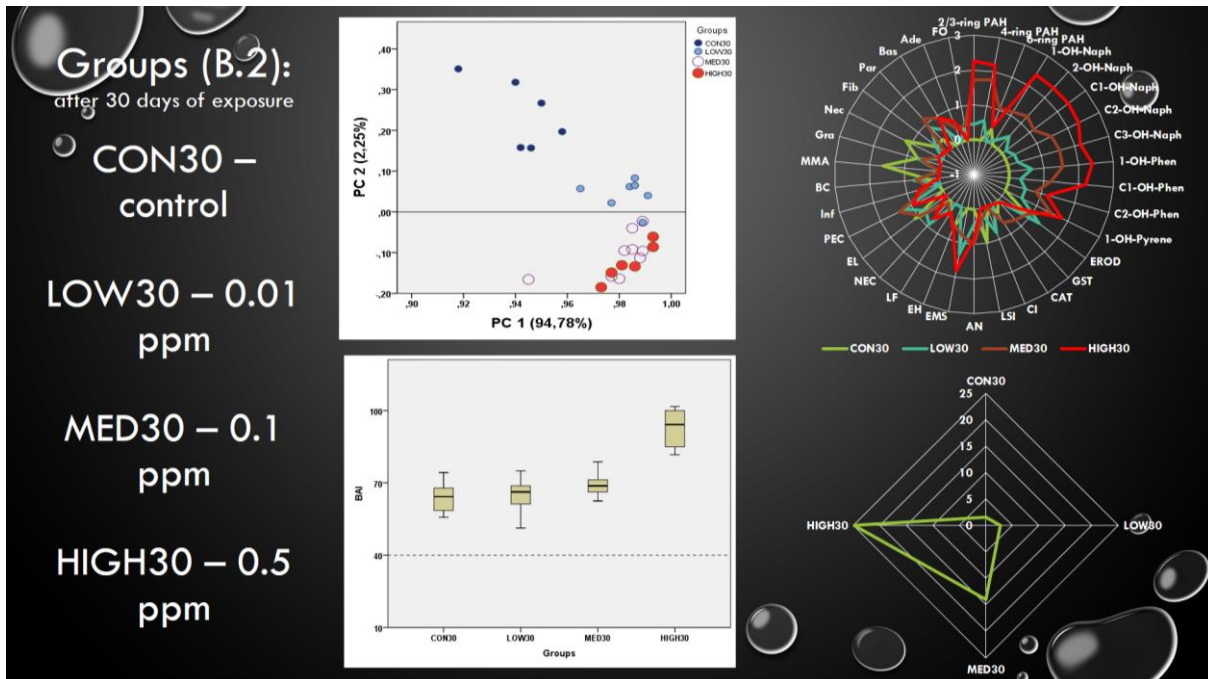 Groups (B.2):
after 30 days of exposure
CON30 –
control
LOW30 – 0.01
ppm
MED30 – 0.1
ppm
HIGH30 – 0.5
ppm
Groups
CON30
LOW30
MED30
HIGH30
,40
,30
,20
,10
,00
-,10
-,20
PC 2 (2,25%)
,90
,92
,94
,96
,98
1,00
PC 1 (94,78%)
100
70
40
10
BAI
CON30
LOW30
MED30
HIGH30
Groups
2/3-ring PAH
4-ring PAH
6-ring PAH
1-OH-Naph
2-OH-Naph
C1-OH-Naph
C2-OH-Naph
C3-OH-Naph
1-OH-Phen
C1-OH-Phen
C2-OH-Phen
1-OH-Pyrene
EROD
GST
CAT
CI
LSI
AN
EMS
EH
LF
NEC
EL
PEC
Inf
BC
MMA
Gra
Nec
Fib
Par
Bas
Ade
FO
3
2
1
0
-1
CON30
LOW30
MED30
HIGH30
CON30
25
20
15
10
5
0
HIGH30
LOW30
MED30